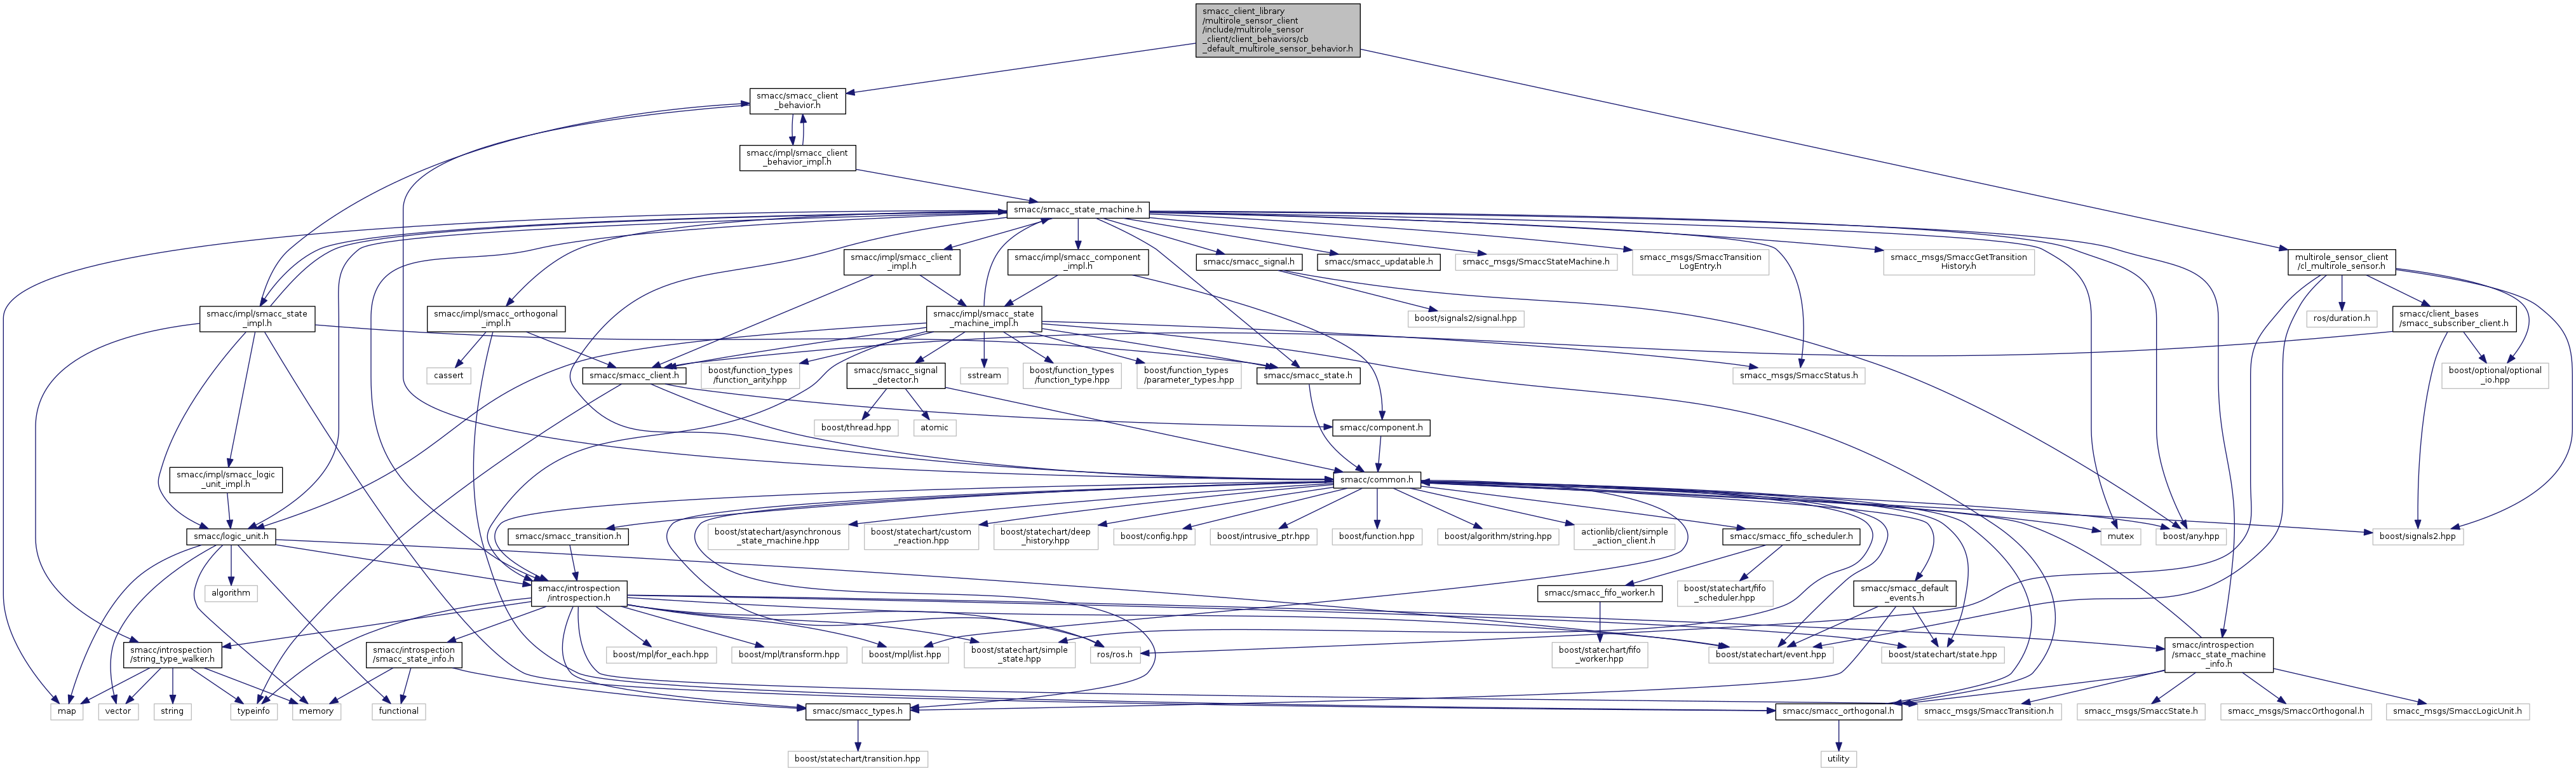 smacc_client_library
/multirole_sensor_client
/include/multirole_sensor
_client/client_behaviors/cb
_default_multirole_sensor_behavior.h
smacc/smacc_client
_behavior.h
smacc/impl/smacc_client
_behavior_impl.h
smacc/smacc_state_machine.h
smacc/impl/smacc_client
_impl.h
smacc/impl/smacc_component
_impl.h
smacc/smacc_signal.h
smacc/smacc_updatable.h
smacc_msgs/SmaccStateMachine.h
smacc_msgs/SmaccTransition
LogEntry.h
smacc_msgs/SmaccGetTransition
History.h
multirole_sensor_client
/cl_multirole_sensor.h
smacc/impl/smacc_state
_impl.h
smacc/impl/smacc_orthogonal
_impl.h
smacc/impl/smacc_state
_machine_impl.h
boost/signals2/signal.hpp
ros/duration.h
smacc/client_bases
/smacc_subscriber_client.h
cassert
smacc/smacc_client.h
boost/function_types
/function_arity.hpp
smacc/smacc_signal
_detector.h
sstream
boost/function_types
/function_type.hpp
boost/function_types
/parameter_types.hpp
smacc/smacc_state.h
smacc_msgs/SmaccStatus.h
boost/optional/optional
_io.hpp
boost/thread.hpp
atomic
smacc/component.h
smacc/impl/smacc_logic
_unit_impl.h
smacc/common.h
smacc/logic_unit.h
smacc/smacc_transition.h
boost/statechart/asynchronous
_state_machine.hpp
boost/statechart/custom
_reaction.hpp
boost/statechart/deep
_history.hpp
boost/config.hpp
boost/intrusive_ptr.hpp
boost/function.hpp
boost/algorithm/string.hpp
actionlib/client/simple
_action_client.h
smacc/smacc_fifo_scheduler.h
mutex
boost/any.hpp
boost/signals2.hpp
algorithm
smacc/introspection
/introspection.h
smacc/smacc_fifo_worker.h
boost/statechart/fifo
_scheduler.hpp
smacc/smacc_default
_events.h
smacc/introspection
/string_type_walker.h
smacc/introspection
/smacc_state_info.h
boost/mpl/for_each.hpp
boost/mpl/transform.hpp
boost/mpl/list.hpp
boost/statechart/simple
_state.hpp
ros/ros.h
boost/statechart/fifo
_worker.hpp
boost/statechart/event.hpp
boost/statechart/state.hpp
smacc/introspection
/smacc_state_machine
_info.h
map
vector
string
typeinfo
memory
functional
smacc/smacc_types.h
smacc/smacc_orthogonal.h
smacc_msgs/SmaccTransition.h
smacc_msgs/SmaccState.h
smacc_msgs/SmaccOrthogonal.h
smacc_msgs/SmaccLogicUnit.h
boost/statechart/transition.hpp
utility